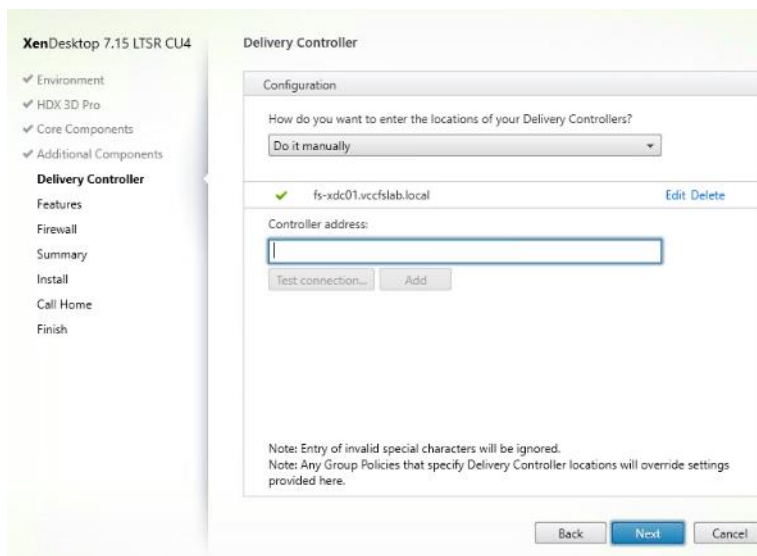 XenDesktop 7.15 LTSR CU4
Environment
HDX 3D Pro
Core Components
Additional Components
Delivery Controller
Features
Firewall
Summary
Install
Call Home
Finish
Delivery Controller
Configuration
How do you want to enter the locations of your Delivery Controllers?
Do it manually
fs-xdc01.vccfslab.local Edit Delete
Controller address:
Test connection... Add
Note: Entry of invalid special characters will be ignored.
Note: Any Group Policies that specify Delivery Controller locations will override settings
provided here.
Back Next Cancel